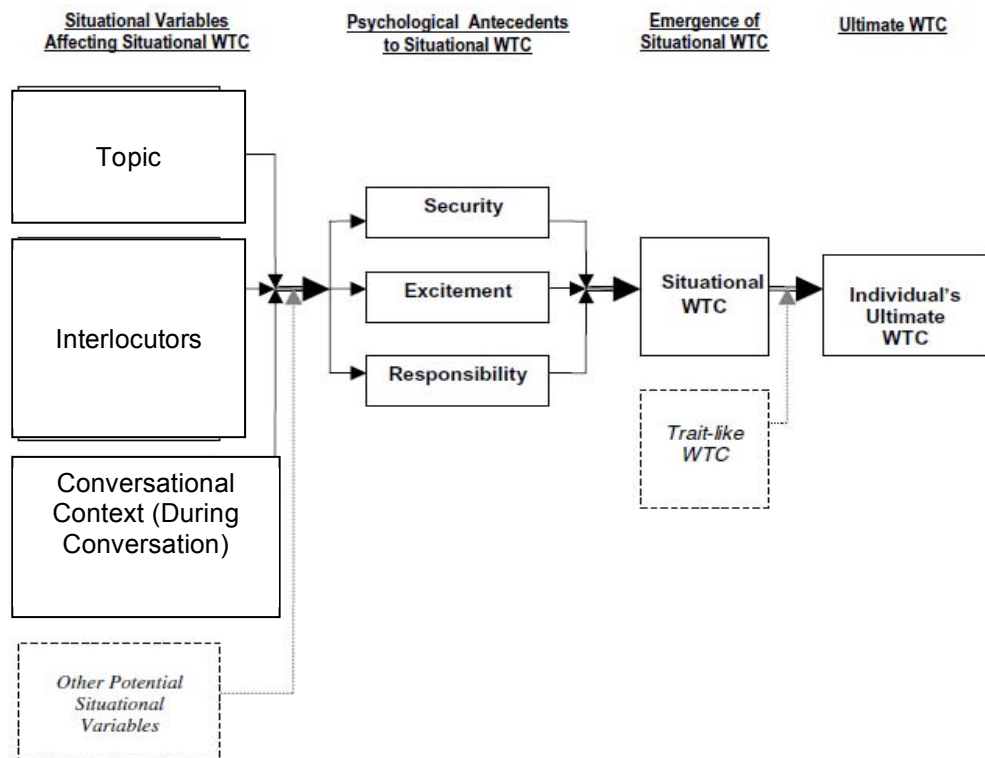 Situational Variables
Affecting Situational WTC
Psychological Antecedents
to Situational WTC
Emergence of
Situational WTC
Ultimate WTC
Topic
Interlocutors
Conversational
Context (During
Conversation)
Other Potential
Situational
Variables
Security
Excitement
Responsibility
Situational
WTC
Trait-like
WTC
Individual's
Ultimate
WTC